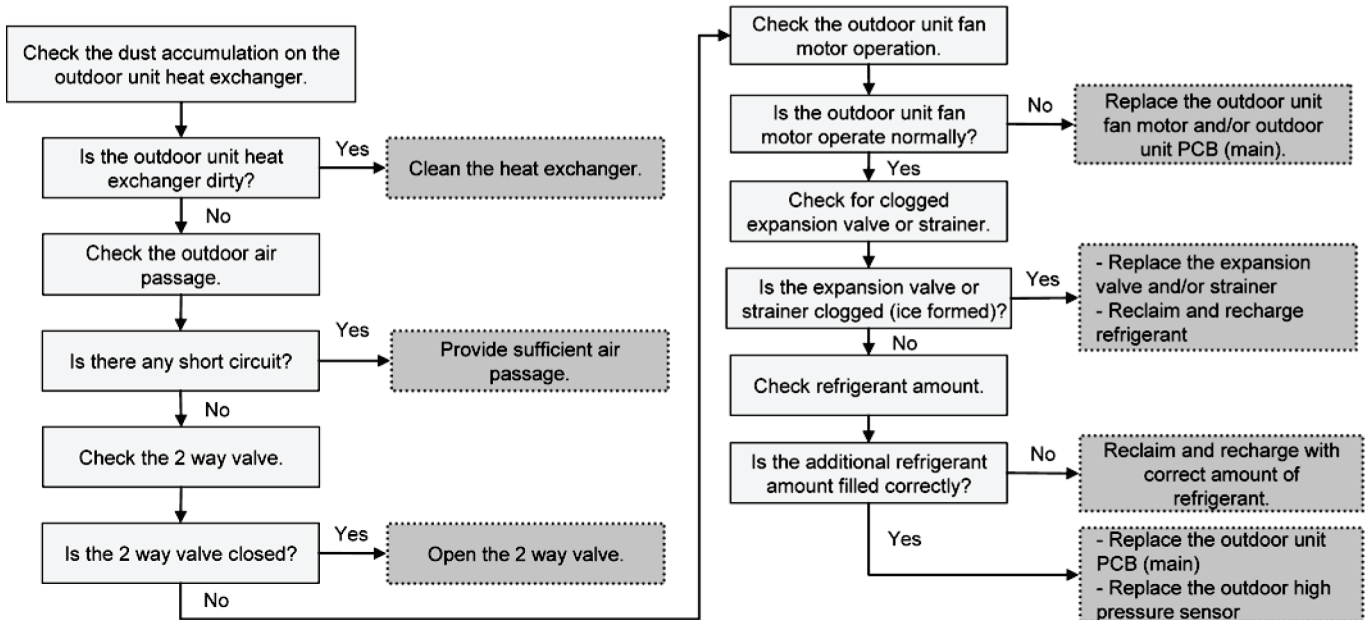 Check the dust accumulation on the
outdoor unit heat exchanger.
Is the outdoor unit heat
exchanger dirty?
Yes
Clean the heat exchanger.
No
Check the outdoor air
passage.
Is there any short circuit?
Yes
Provide sufficient air
passage.
No
Check the 2 way valve.
Is the 2 way valve closed?
Yes
Open the 2 way valve.
No
Check the outdoor unit fan
motor operation.
Is the outdoor unit fan
motor operate normally?
No
Replace the outdoor unit
fan motor and/or outdoor
unit PCB (main).
Yes
Check for clogged
expansion valve or strainer.
Is the expansion valve or
strainer clogged (ice formed)?
Yes
- Replace the expansion
valve and/or strainer
- Reclaim and recharge
refrigerant
No
Check refrigerant amount.
Is the additional refrigerant
amount filled correctly?
No
Reclaim and recharge with
correct amount of
refrigerant.
Yes
- Replace the outdoor unit
PCB (main)
- Replace the outdoor high
pressure sensor